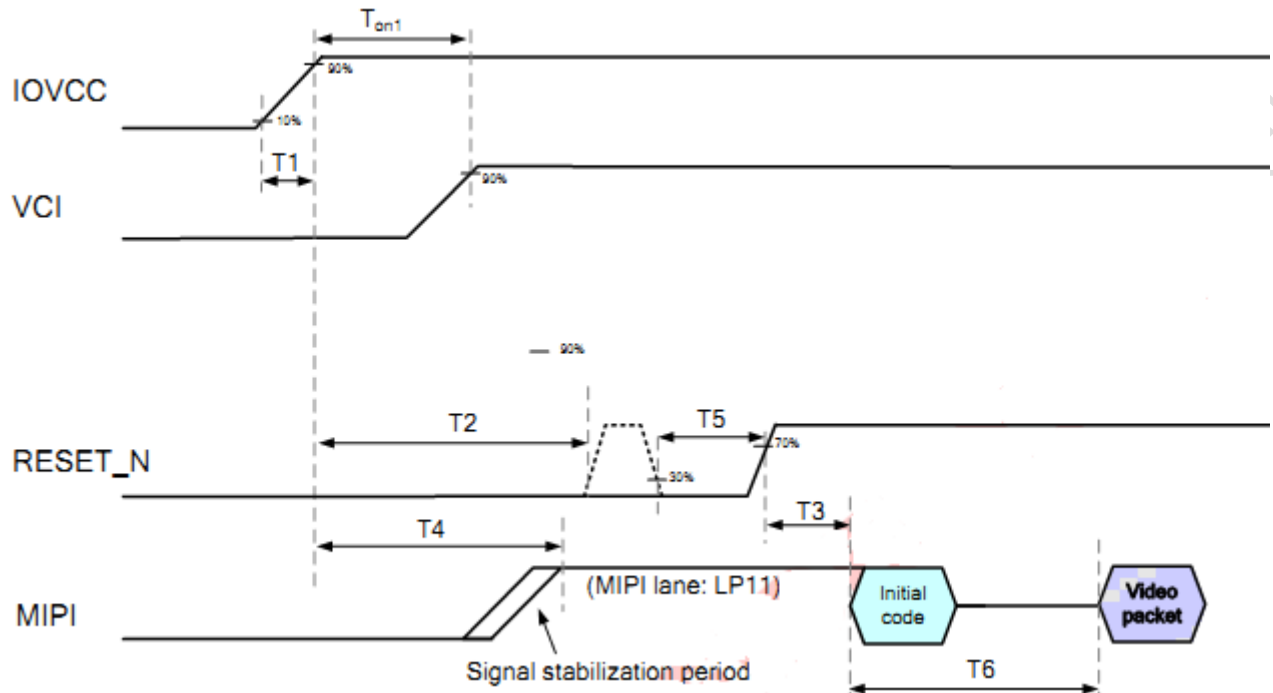 Ton1
IOVCC
90%
10%
T1
VCI
90%
90%
T2
T5
RESET_N
70%
30%
T3
T4
(MIPI lane: LP11)
MIPI
Initial
code
Video
packet
Signal stabilization period
T6